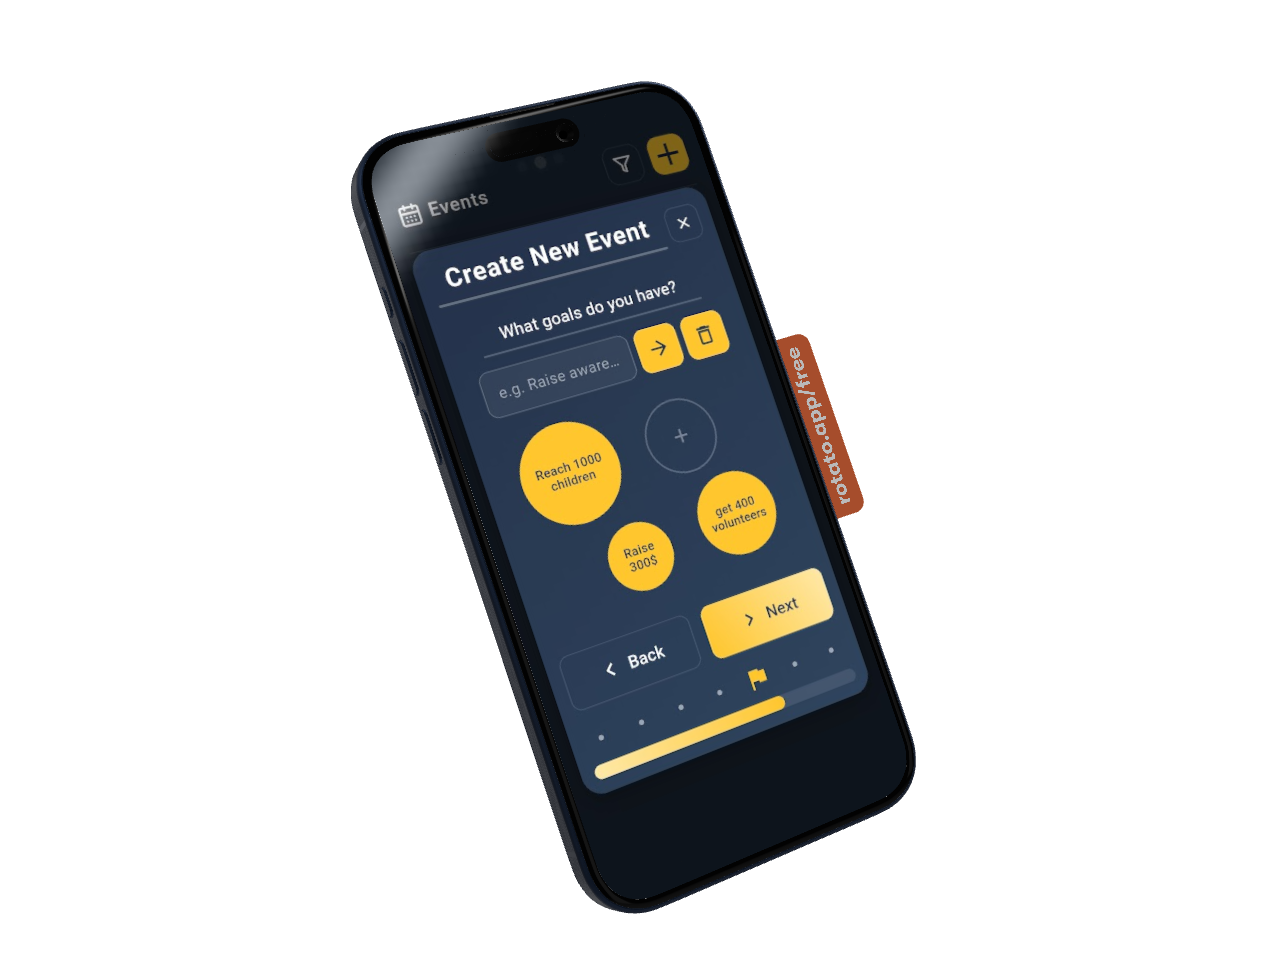 Events
Create New Event
What goals do you have?
e.g. Raise aware...
Reach 1000
children
get 400
volunteers
Raise
300$
Next
Back
rotato.app/free